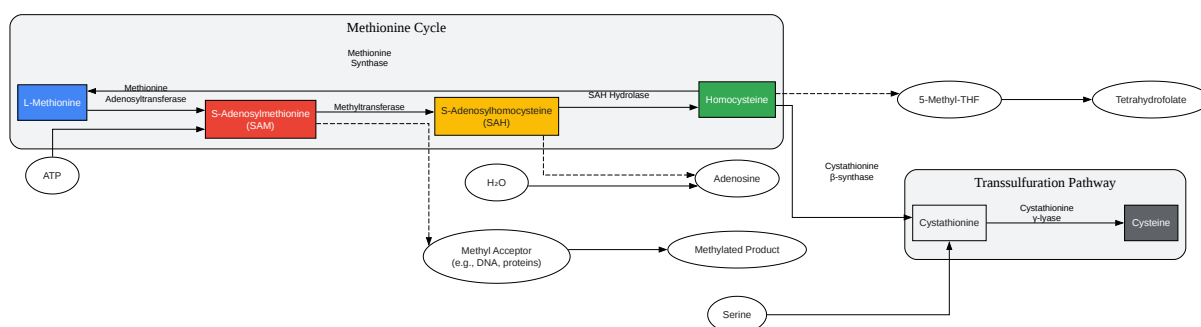 Methionine Cycle
Methionine
Synthase
L-Methionine
Methionine
Adenosyltransferase
S-Adenosylmethionine
(SAM)
Methyltransferase
S-Adenosylhomocysteine
(SAH)
SAH Hydrolase
Homocysteine
5-Methyl-THF
Tetrahydrofolate
ATP
H₂O
Adenosine
Cystathionine
β-synthase
Transsulfuration Pathway
Cystathionine
Cystathionine
γ-lyase
Cysteine
Methyl Acceptor
(e.g., DNA, proteins)
Methylated Product
Serine